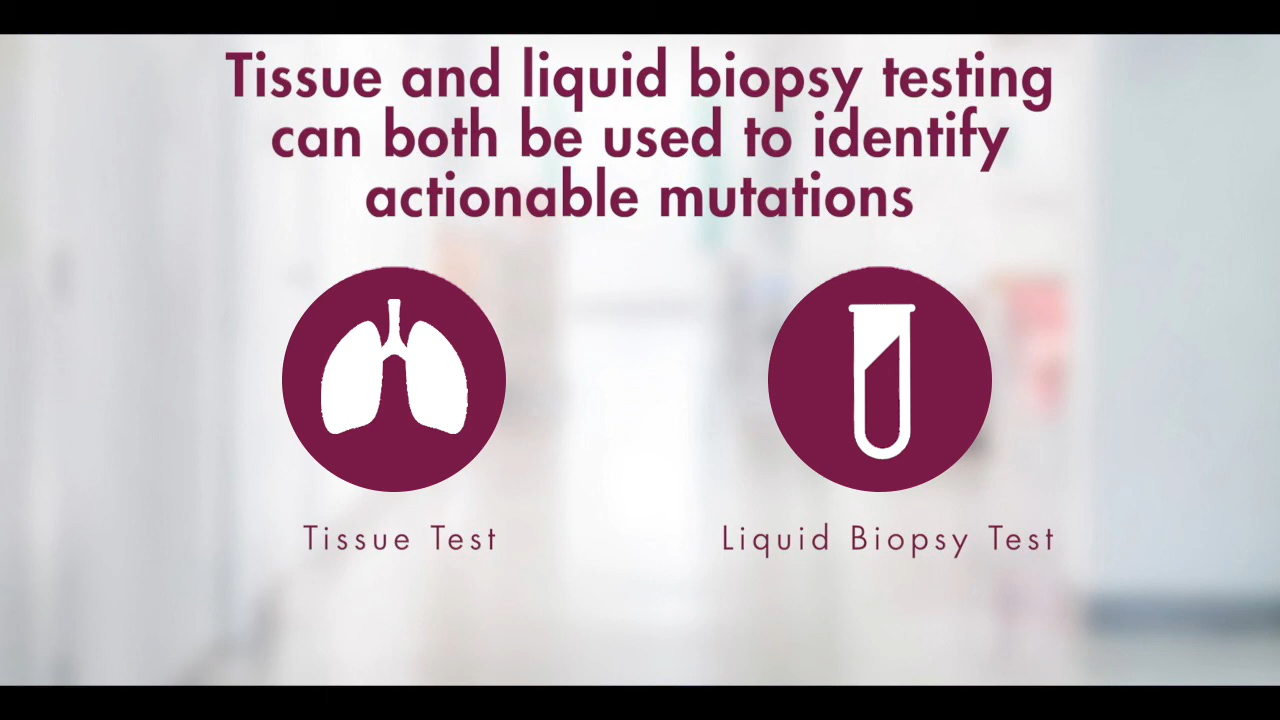 Tissue and liquid biopsy testing
can both be used to identify
actionable mutations
Tissue Test
Liquid Biopsy Test